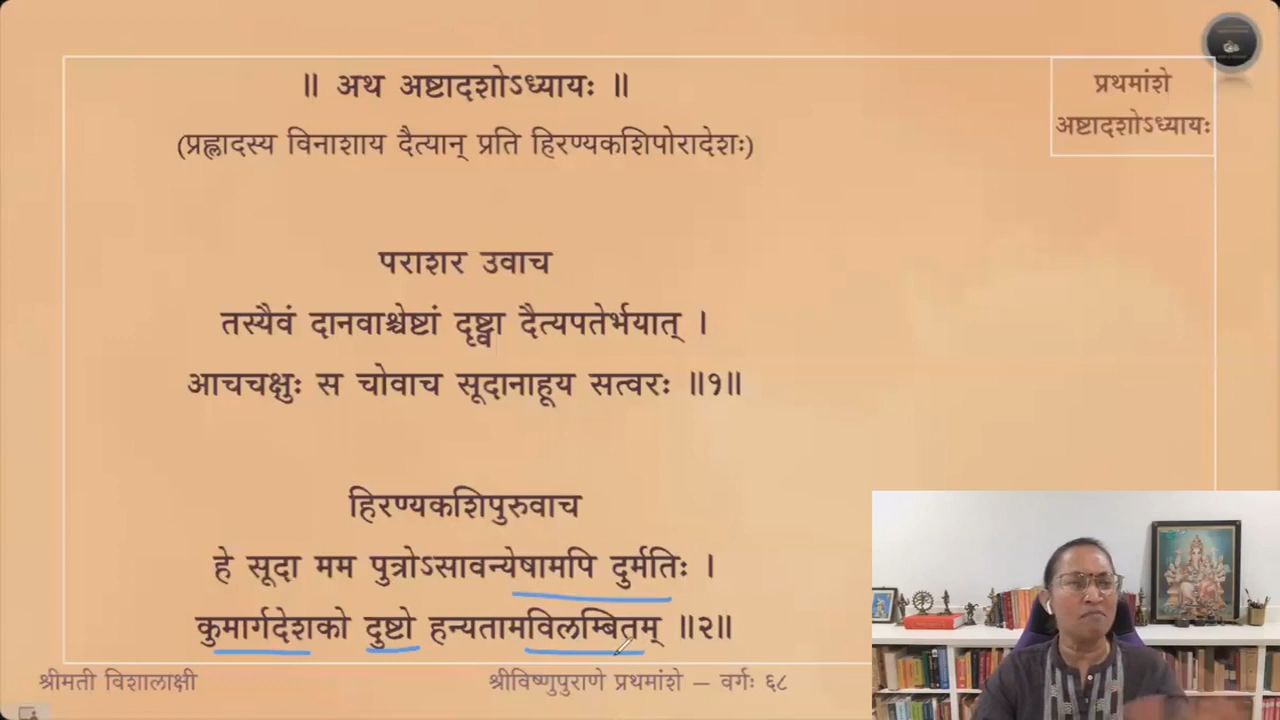 ॥ अथ अष्टादशोऽध्यायः ॥
(प्रह्लादस्य विनाशाय दैत्यान् प्रति हिरण्यकशिपोरादेशः)
प्रथमांशे
अष्टादशोऽध्यायः
पराशर उवाच
तस्यैवं दानवाश्चेष्टां दृष्ट्वा दैत्यपतेर्भयात् ।
आचचक्षुः स चोवाच सूदानाहूय सत्वरः ॥१॥
हिरण्यकशिपुरुवाच
हे सूदा मम पुत्रोऽसावन्येषामपि दुर्मतिः ।
कुमार्गदेशको दुष्टो हन्यतामविलम्बितम् ॥२॥
श्रीमती विशालाक्षी
श्रीविष्णुपुराणे प्रथमांशे – वर्गः ६८